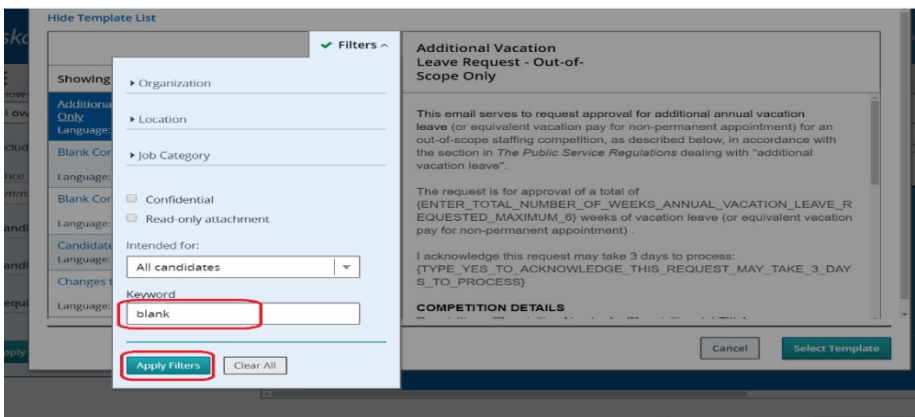 Hide Template List
Filters
Showing
Additiona
Only
Language:
Blank Cor
Language:
Blank Cor
Language:
Candidate
Language:
Changes t
Language:
Organization
Location
Job Category
Confidential
Read-only attachment
Intended for:
All candidates
Keyword
blank
Apply Filters
Clear All
Additional Vacation
Leave Request - Out-of-
Scope Only
This email serves to request approval for additional annual vacation
leave (or equivalent vacation pay for non-permanent appointment) for an
out-of-scope staffing competition, as described below, in accordance with
the section in The Public Service Regulations dealing with "additional
vacation leave".
The request is for approval of a total of
{ENTER_TOTAL_NUMBER_OF_WEEKS_ANNUAL_VACATION_LEAVE_R
EQUESTED_MAXIMUM_6} weeks of vacation leave (or equivalent vacation
pay for non-permanent appointment) .
I acknowledge this request may take 3 days to process:
{TYPE_YES_TO_ACKNOWLEDGE_THIS_REQUEST_MAY_TAKE_3_DAY
S_TO_PROCESS}
COMPETITION DETAILS
Cancel
Select Template